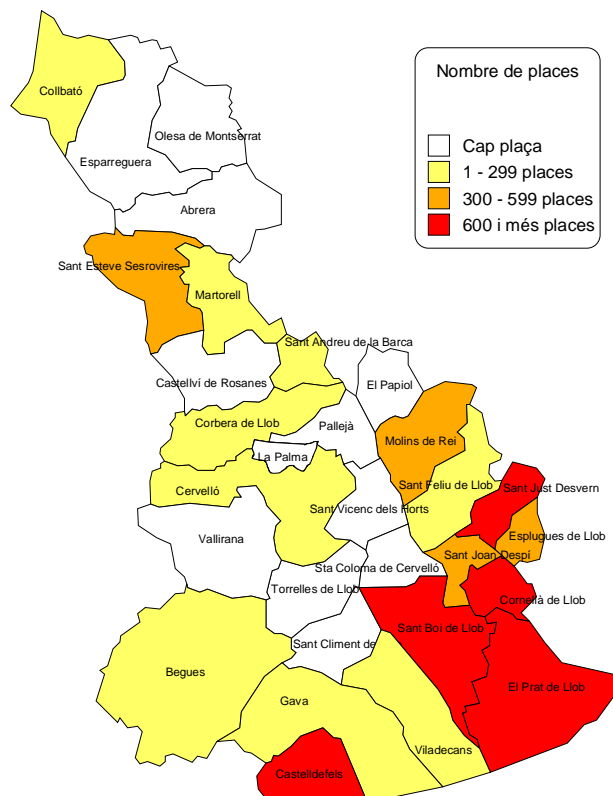 Nombre de places
Cap plaça
1 - 299 places
300 - 599 places
600 i més places
Collbató
Olesa de Montserrat
Esparreguera
Abrera
Sant Esteve Sesrovires
Martorell
Sant Andreu de la Barca
Castellví de Rosanes
El Papiol
Corbera de Llob
Pallejà
Molins de Rei
La Palma
Cervelló
Sant Feliu de Llob
Sant Just Desvern
Sant Vicenc dels Horts
Esplugues de Llob
Vallirana
Sant Joan Despí
Sta Coloma de Cervelló
Torrelles de Llob
Cornellà de Llob
Sant Boi de Llob
Sant Climent de
Begues
El Prat de Llob
Gava
Viladecans
Castelldefels